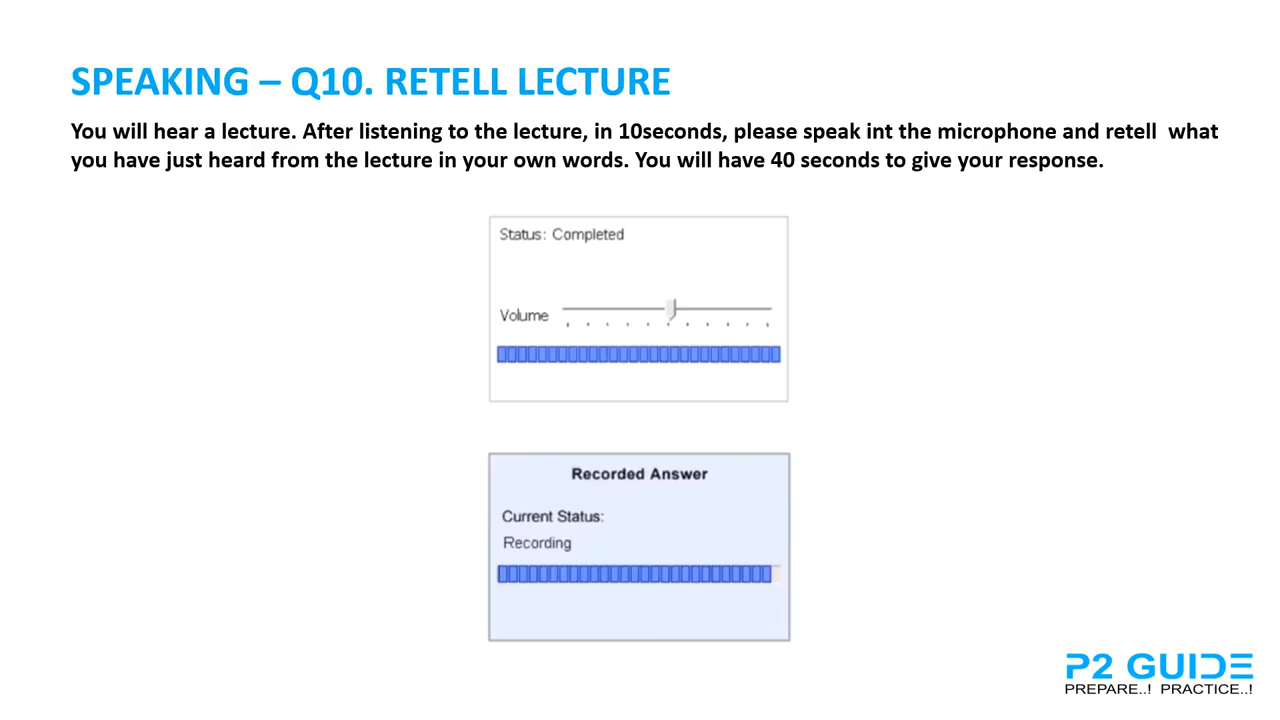 SPEAKING – Q10. RETELL LECTURE
You will hear a lecture. After listening to the lecture, in 10seconds, please speak int the microphone and retell  what
you have just heard from the lecture in your own words. You will have 40 seconds to give your response.
Status: Completed
Volume
Recorded Answer
Current Status:
Recording
P2 GUIDE
PREPARE..! PRACTICE..!